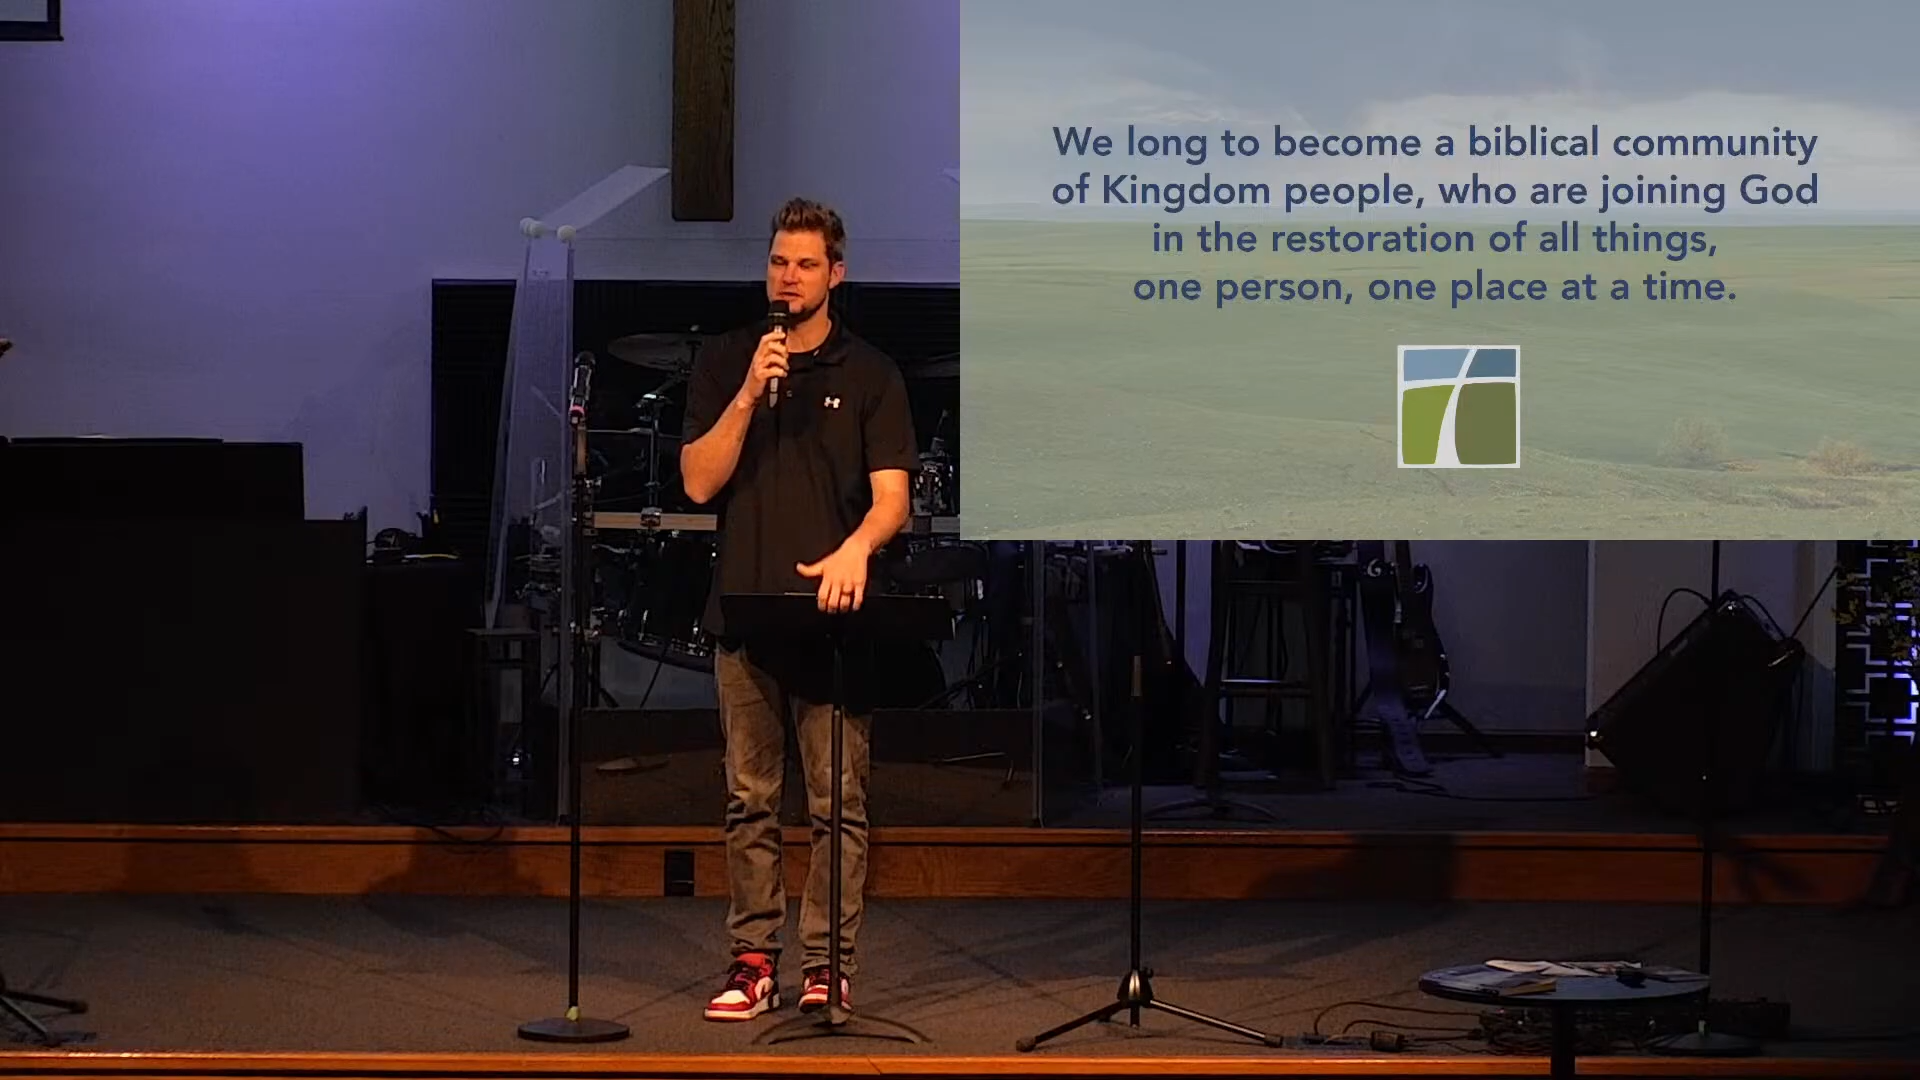 We long to become a biblical community
of Kingdom people, who are joining God
in the restoration of all things,
one person, one place at a time.